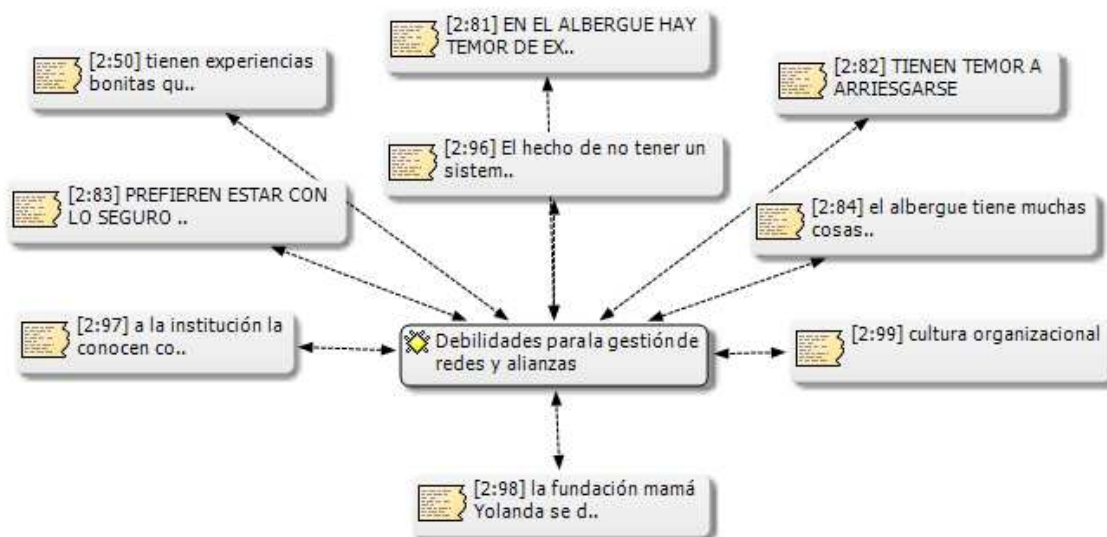 [2:81] EN EL ALBERGUE HAY
TEMOR DE EX..
[2:50] tienen experiencias
bonitas qu..
[2:82] TIENEN TEMOR A
ARRIESGARSE
[2:96] El hecho de no tener un
sistem..
[2:83] PREFIEREN ESTAR CON
LO SEGURO ..
[2:84] el albergue tiene muchas
cosas..
[2:97] a la institución la
conocen co..
Debilidades para la gestión de
redes y alianzas
[2:99] cultura organizacional
[2:98] la fundación mamá
Yolanda se d..